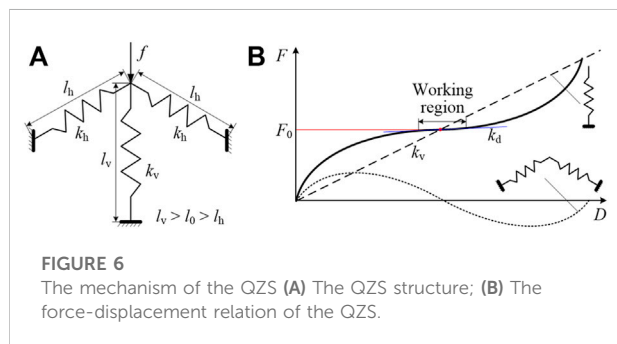 A
f
l_h
l_h
k_h
k_h
l_v
k_v
l_v > l_0 > l_h
B
F
Working
region
F_0
k_d
k_v
D
FIGURE 6
The mechanism of the QZS (A) The QZS structure; (B) The
force-displacement relation of the QZS.